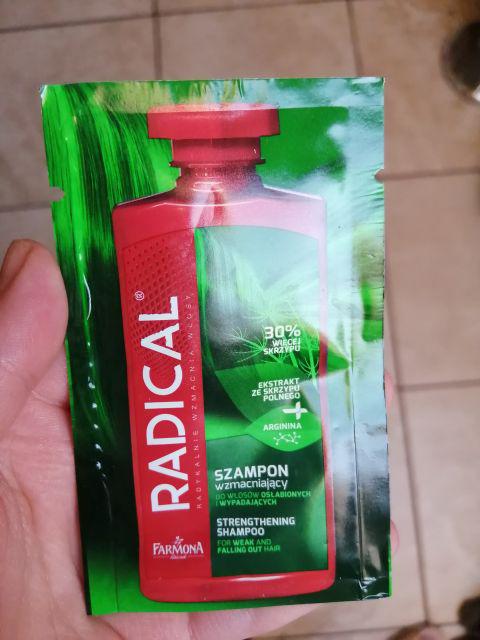 RADICAL®
RADYKALNIE WZMACNIA WŁOSY
30%
WIĘCEJ
SKRZYPU
EKSTRAKT
ZE SKRZYPU
POLNEGO
+
ARGININA
SZAMPON
wzmacniający
DO WŁOSÓW OSŁABIONYCH
I WYPADAJĄCYCH
STRENGTHENING
SHAMPOO
FOR WEAK AND
FALLING OUT HAIR
FARMONA